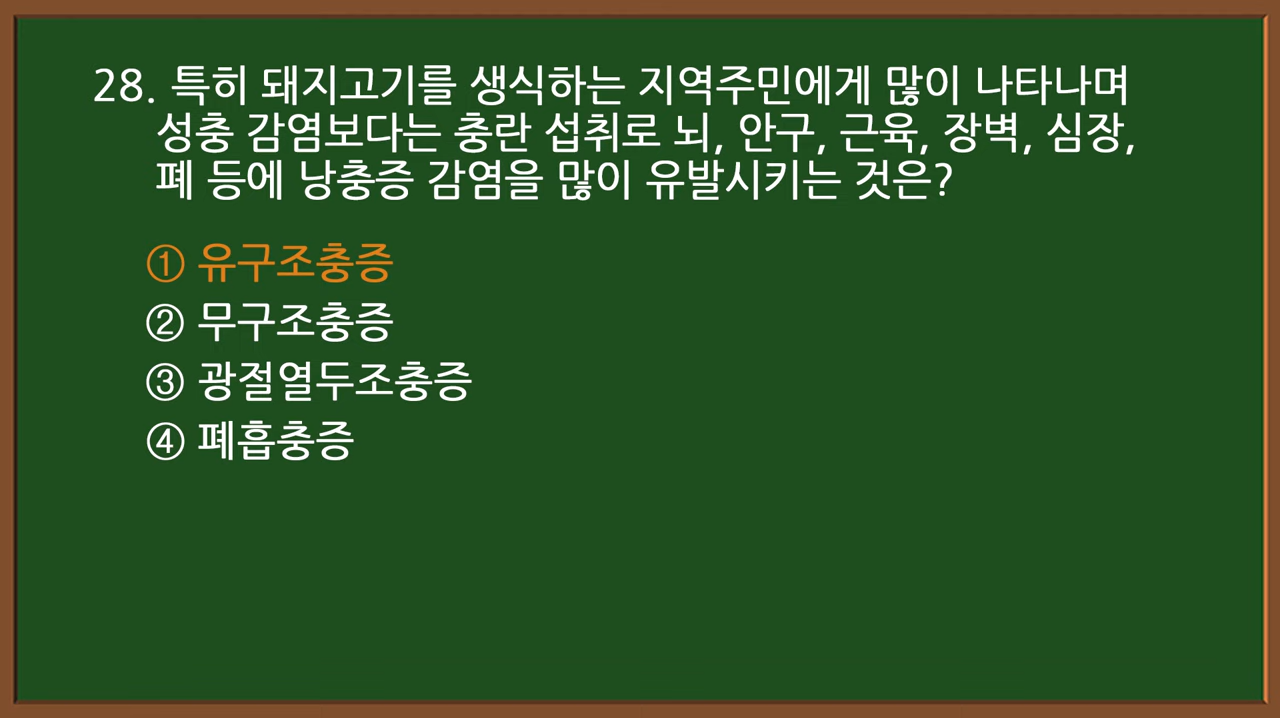 28. 특히 돼지고기를 생식하는 지역주민에게 많이 나타나며
성충 감염보다는 충란 섭취로 뇌, 안구, 근육, 장벽, 심장,
폐 등에 낭충증 감염을 많이 유발시키는 것은?
① 유구조충증
② 무구조충증
③ 광절열두조충증
④ 폐흡충증